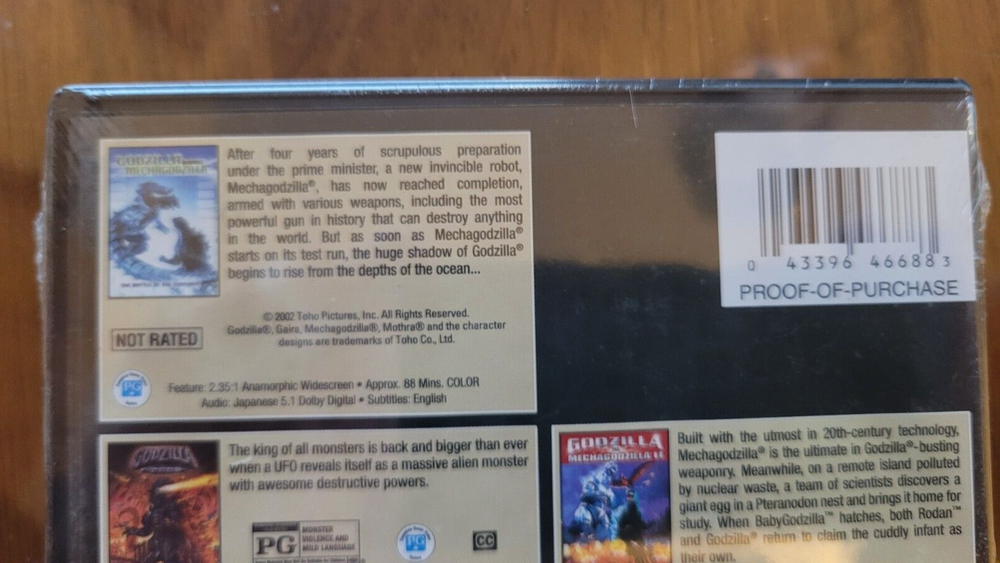 GODZILLA
MECHAGODZILLA
After four years of scrupulous preparation
under the prime minister, a new invincible robot,
Mechagodzilla®, has now reached completion,
armed with various weapons, including the most
powerful gun in history that can destroy anything
in the world. But as soon as Mechagodzilla®
starts on its test run, the huge shadow of Godzilla®
begins to rise from the depths of the ocean...
© 2002 Toho Pictures, Inc. All Rights Reserved.
Godzilla®, Gaira, Mechagodzilla®, Mothra® and the character
designs are trademarks of Toho Co., Ltd.
NOT RATED
PG
Feature: 2.35:1 Anamorphic Widescreen • Approx. 88 Mins. COLOR
Audio: Japanese 5.1 Dolby Digital • Subtitles: English
0 43396 46688 3
PROOF-OF-PURCHASE
GODZILLA
The king of all monsters is back and bigger than ever
when a UFO reveals itself as a massive alien monster
with awesome destructive powers.
PG
MONSTER
VIOLENCE AND
MILD LANGUAGE
PG
CC
GODZILLA
MECHAGODZILLA II
Built with the utmost in 20th-century technology,
Mechagodzilla® is the ultimate in Godzilla®-busting
weaponry. Meanwhile, on a remote island polluted
by nuclear waste, a team of scientists discovers a
giant egg in a Pteranodon nest and brings it home for
study. When BabyGodzilla™ hatches, both Rodan™
and Godzilla® return to claim the cuddly infant as
their own.